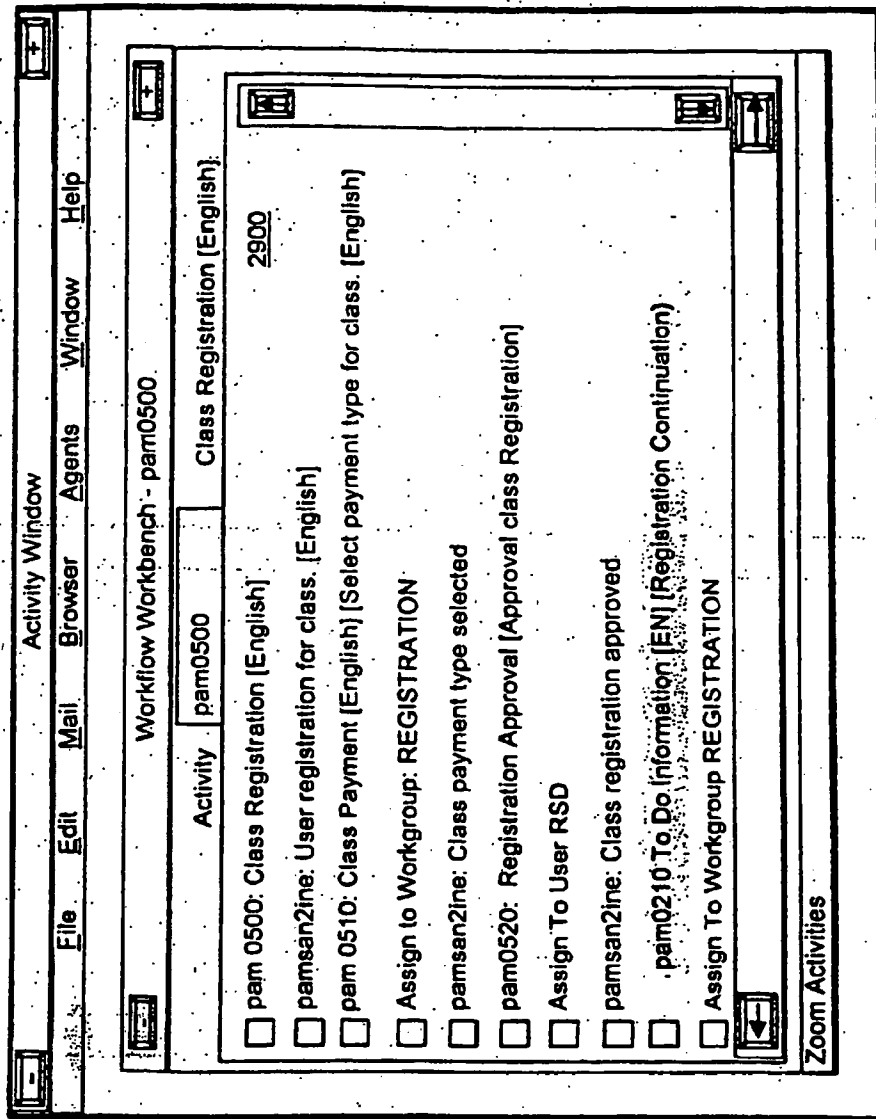 Activity Window
File Edit Mail Browser Agents Window Help
Workflow Workbench - pam0500
Activity pam0500 Class Registration [English]
2900
pam 0500: Class Registration [English]
pamsan2ine: User registration for class. [English]
pam 0510: Class Payment [English] [Select payment type for class. [English]
Assign to Workgroup: REGISTRATION
pamsan2ine: Class payment type selected
pam0520: Registration Approval [Approval class Registration]
Assign To User RSD
pamsan2ine: Class registration approved
pam0210 To Do Information [EN] [Registration Continuation)
Assign To Workgroup REGISTRATION
Zoom Activities